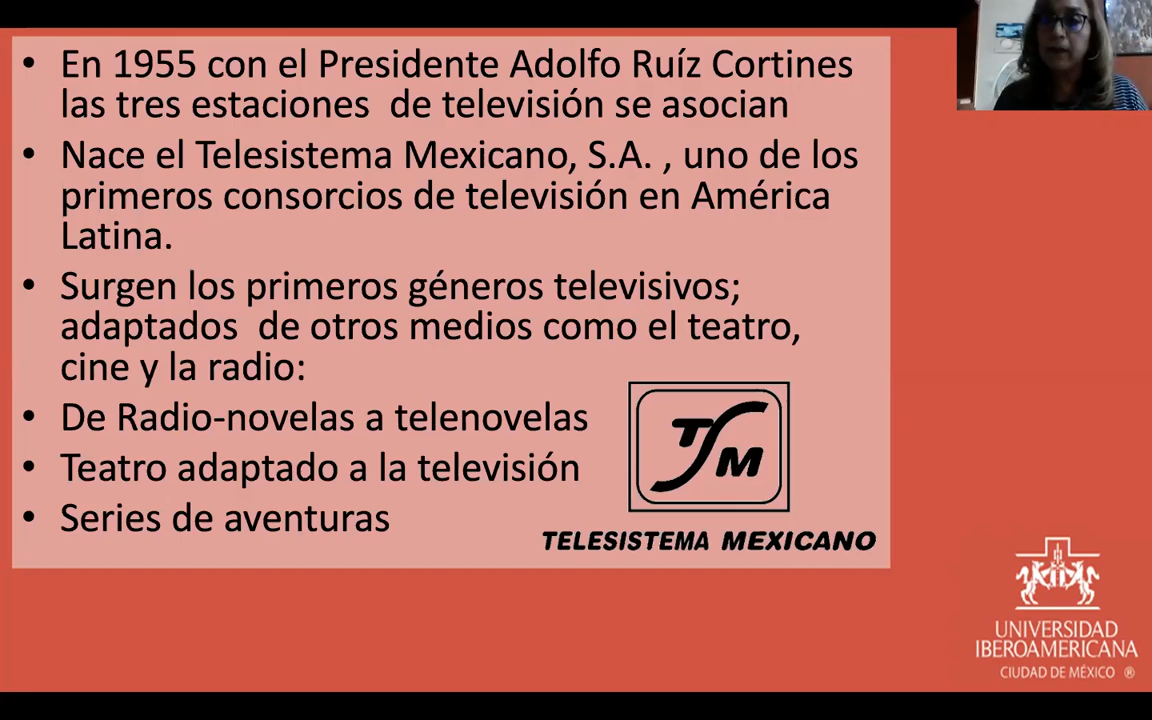 • En 1955 con el Presidente Adolfo Ruíz Cortines
las tres estaciones  de televisión se asocian
• Nace el Telesistema Mexicano, S.A. , uno de los
primeros consorcios de televisión en América
Latina.
• Surgen los primeros géneros televisivos;
adaptados  de otros medios como el teatro,
cine y la radio:
• De Radio-novelas a telenovelas
• Teatro adaptado a la televisión
• Series de aventuras
TSM
TELESISTEMA MEXICANO
UNIVERSIDAD
IBEROAMERICANA
CIUDAD DE MÉXICO ®